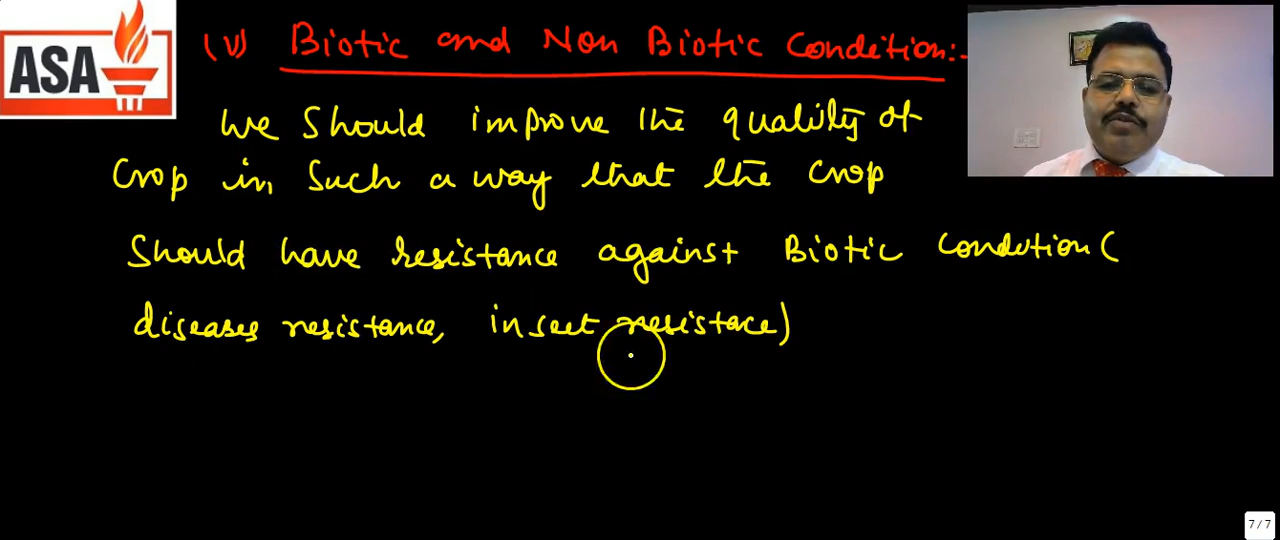 ASA
(v) Biotic and Non Biotic Condition:-
We Should improve the quality of
Crop in Such a way that the Crop
Should have resistance against Biotic Condition(
diseases resistance, insect resistace)
7/7